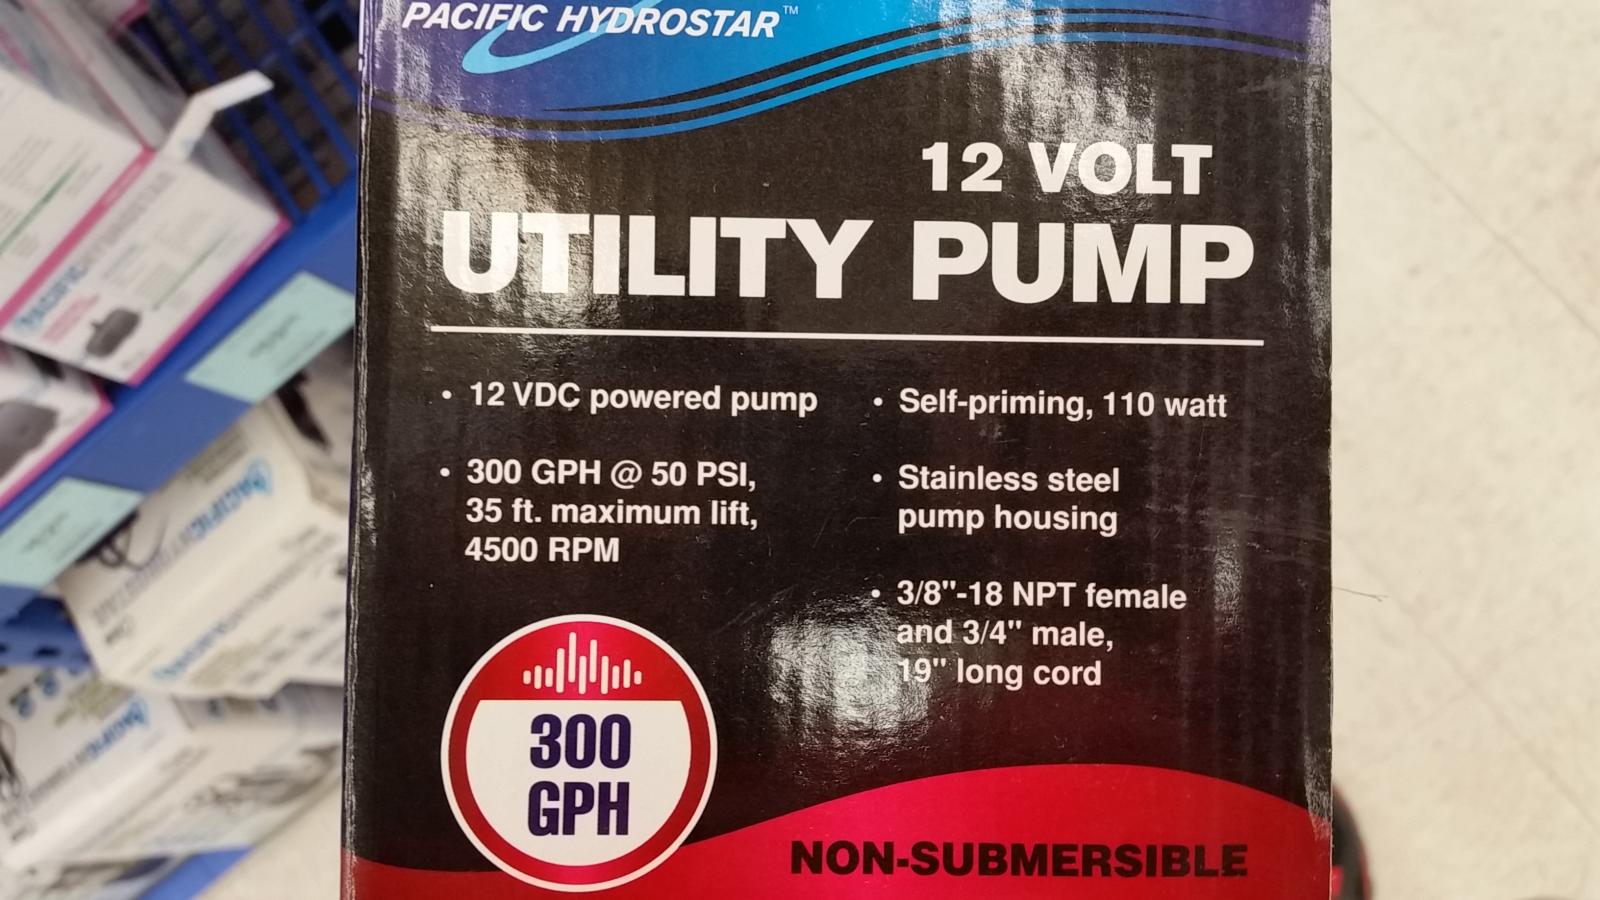 PACIFIC HYDROSTAR™
12 VOLT
UTILITY PUMP
• 12 VDC powered pump
• 300 GPH @ 50 PSI,
35 ft. maximum lift,
4500 RPM
• Self-priming, 110 watt
• Stainless steel
pump housing
• 3/8"-18 NPT female
and 3/4" male,
19" long cord
300
GPH
NON-SUBMERSIBLE